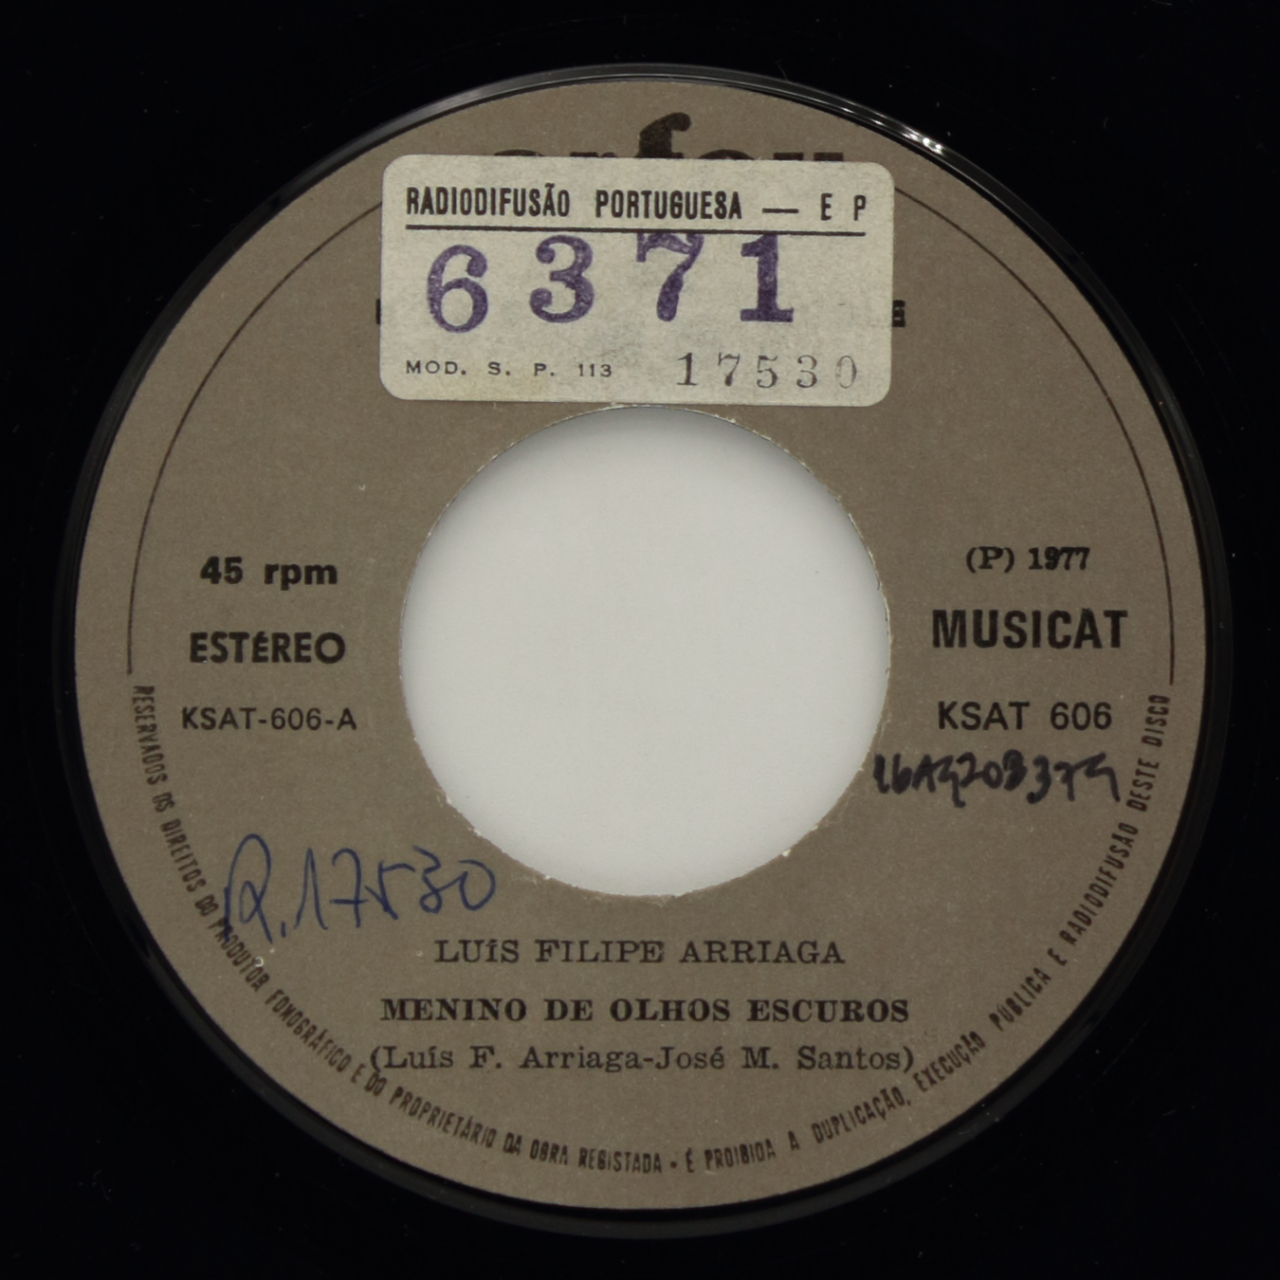 RADIODIFUSÃO PORTUGUESA — E P
6371
MOD. S. P. 113 17530
45 rpm
ESTÉREO
KSAT-606-A
(P) 1977
MUSICAT
KSAT 606
R.17530
LUÍS FILIPE ARRIAGA
MENINO DE OLHOS ESCUROS
(Luís F. Arriaga-José M. Santos)
RESERVADOS OS DIREITOS DO PRODUTOR FONOGRÁFICO E DO PROPRIETÁRIO DA OBRA REGISTADA - É PROIBIDA A DUPLICAÇÃO, EXECUÇÃO PÚBLICA E RADIODIFUSÃO DESTE DISCO